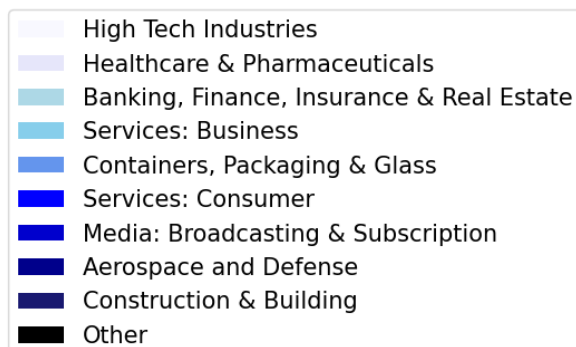 High Tech Industries
Healthcare & Pharmaceuticals
Banking, Finance, Insurance & Real Estate
Services: Business
Containers, Packaging & Glass
Services: Consumer
Media: Broadcasting & Subscription
Aerospace and Defense
Construction & Building
Other